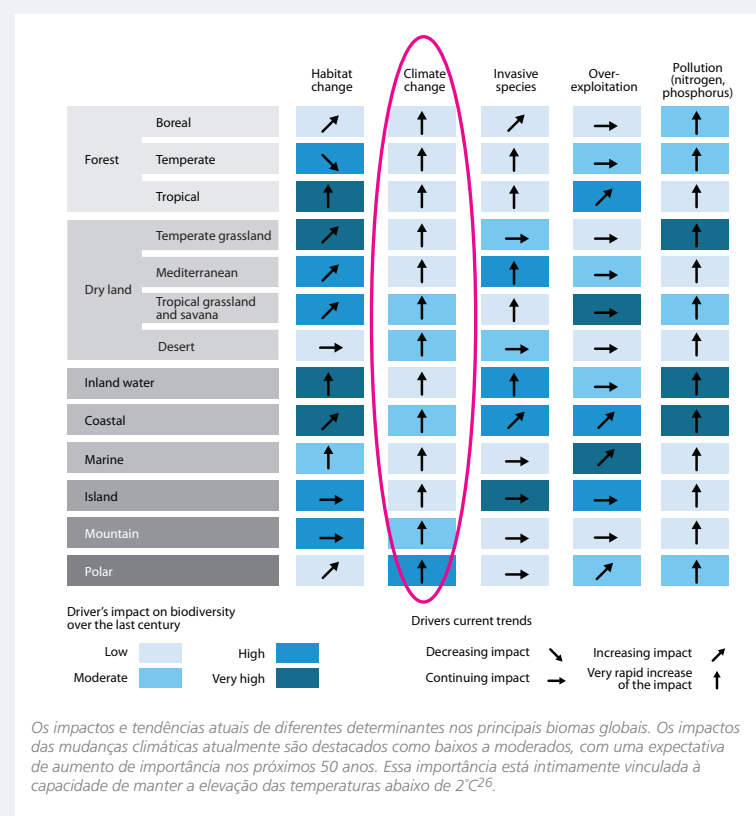 Habitat
change
Climate
change
Invasive
species
Over-
exploitation
Pollution
(nitrogen,
phosphorus)
Forest
Boreal
Temperate
Tropical
Dry land
Temperate grassland
Mediterranean
Tropical grassland
and savana
Desert
Inland water
Coastal
Marine
Island
Mountain
Polar
Driver's impact on biodiversity
over the last century
Low
High
Moderate
Very high
Drivers current trends
Decreasing impact
Increasing impact
Continuing impact
Very rapid increase
of the impact
Os impactos e tendências atuais de diferentes determinantes nos principais biomas globais. Os impactos
das mudanças climáticas atualmente são destacados como baixos a moderados, com uma expectativa
de aumento de importância nos próximos 50 anos. Essa importância está intimamente vinculada à
capacidade de manter a elevação das temperaturas abaixo de 2˚C26.